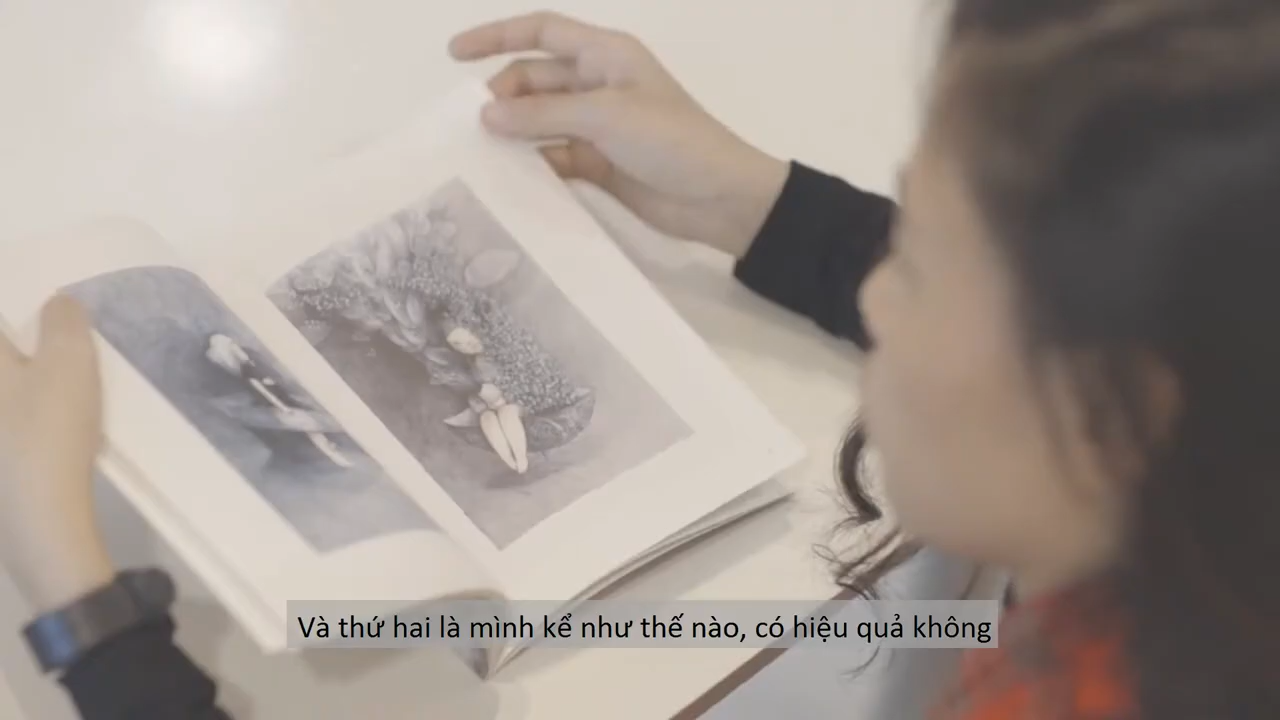 Và thứ hai là mình kể như thế nào, có hiệu quả không